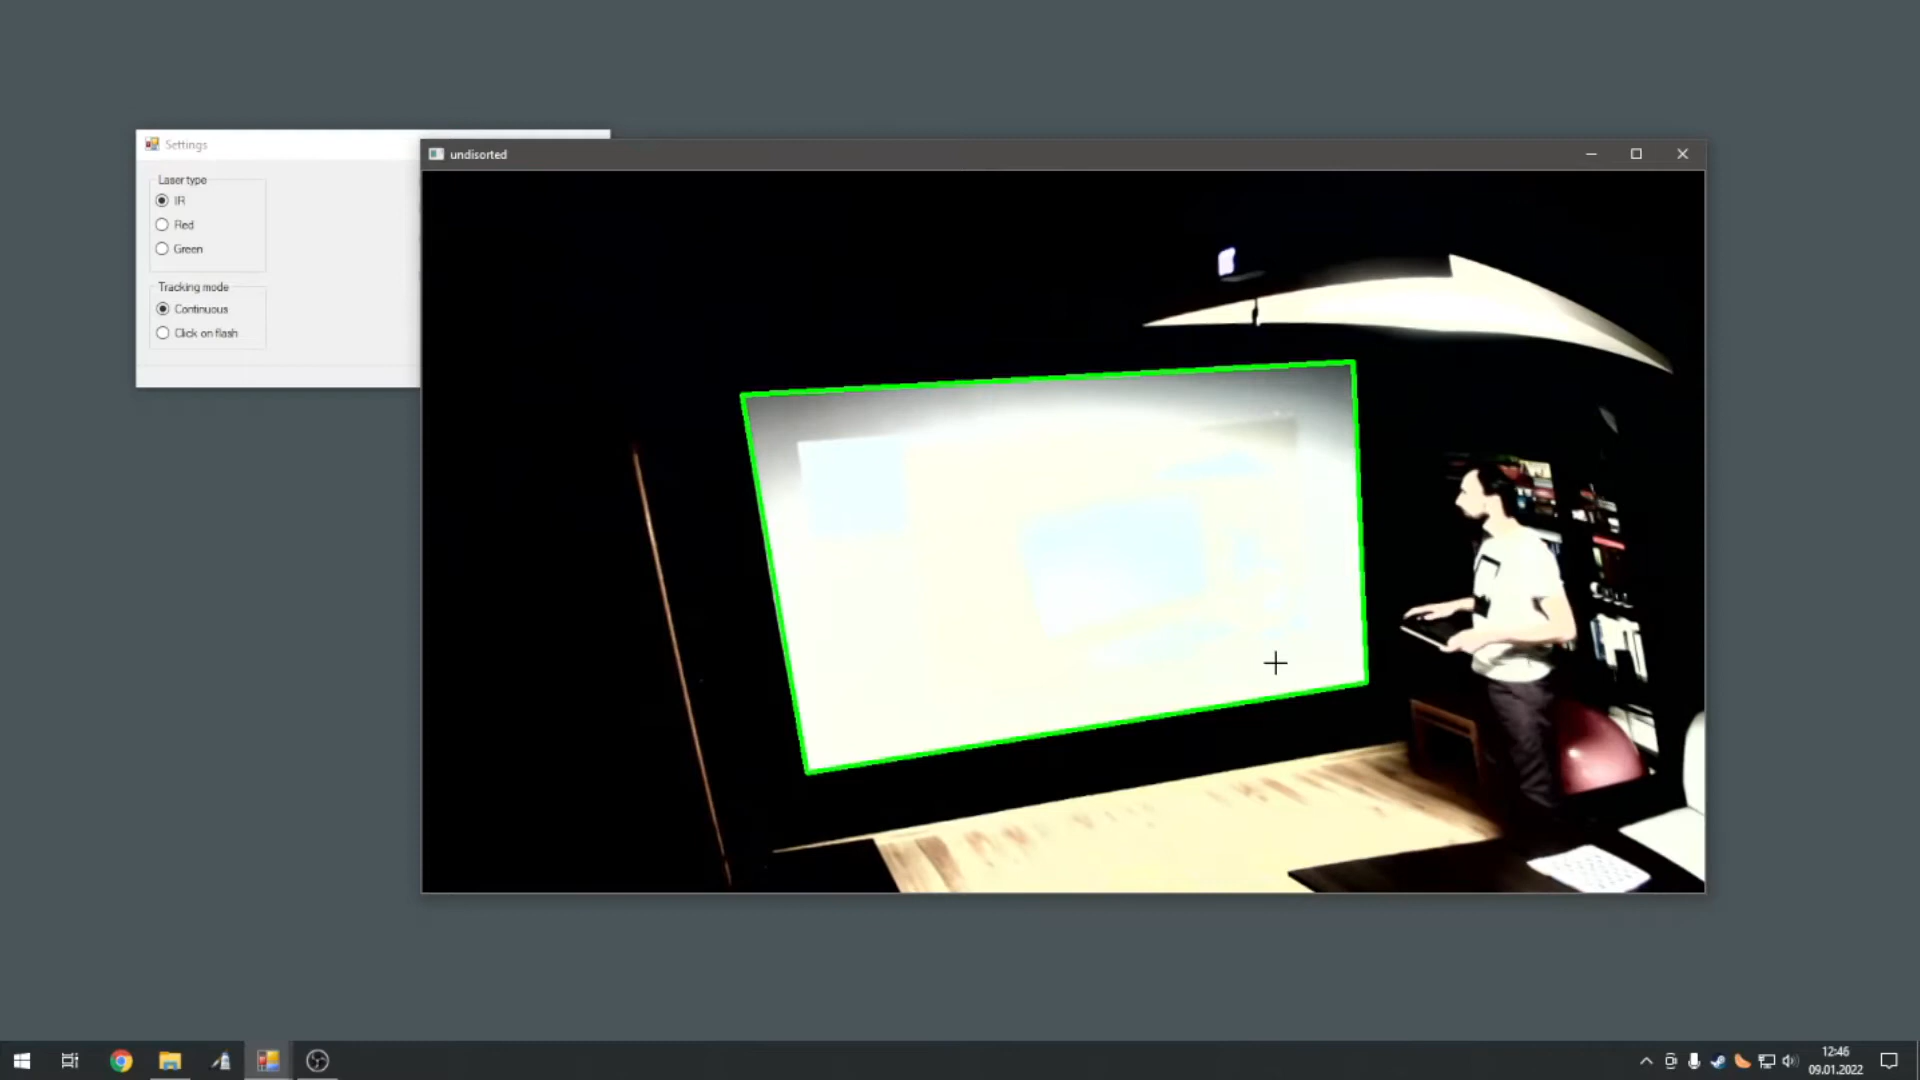 Settings
undisorted
Laser type
IR
Red
Green
Tracking mode
Continuous
Click on flash
12:46
09.01.2022